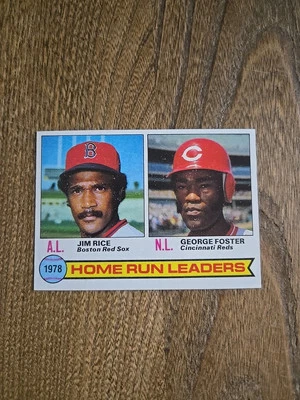 B
C
A.L.
JIM RICE
Boston Red Sox
N.L.
GEORGE FOSTER
Cincinnati Reds
1978
HOME RUN LEADERS